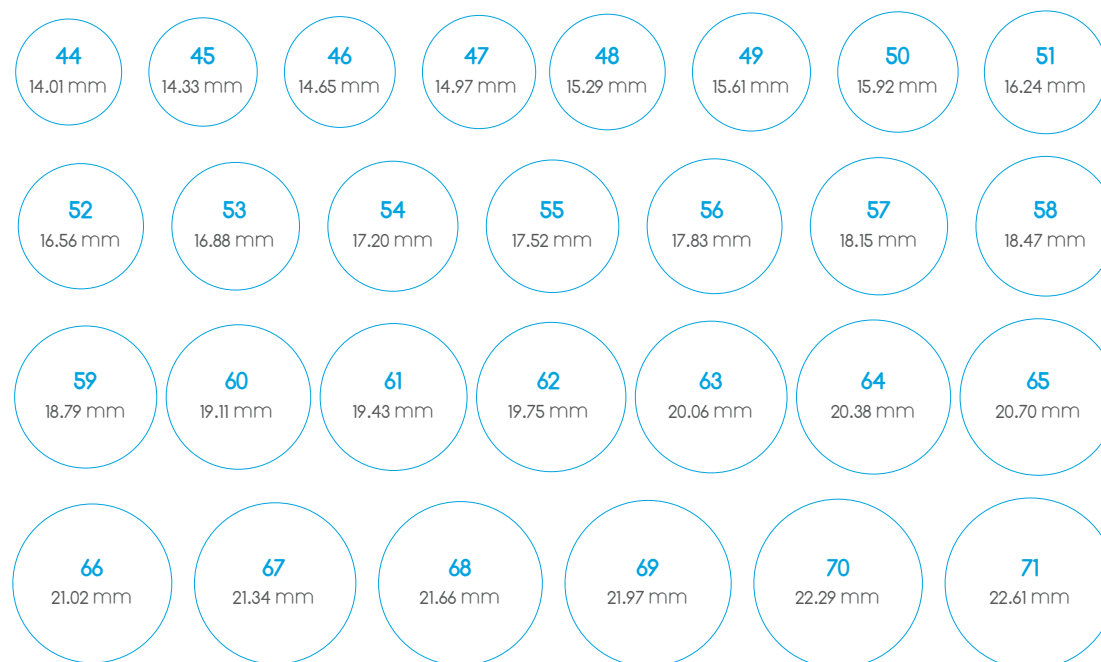 44 45 46 47 48 49 50 51
14.01 mm 14.33 mm 14.65 mm 14.97 mm 15.29 mm 15.61 mm 15.92 mm 16.24 mm
52 53 54 55 56 57 58
16.56 mm 16.88 mm 17.20 mm 17.52 mm 17.83 mm 18.15 mm 18.47 mm
59 60 61 62 63 64 65
18.79 mm 19.11 mm 19.43 mm 19.75 mm 20.06 mm 20.38 mm 20.70 mm
66 67 68 69 70 71
21.02 mm 21.34 mm 21.66 mm 21.97 mm 22.29 mm 22.61 mm